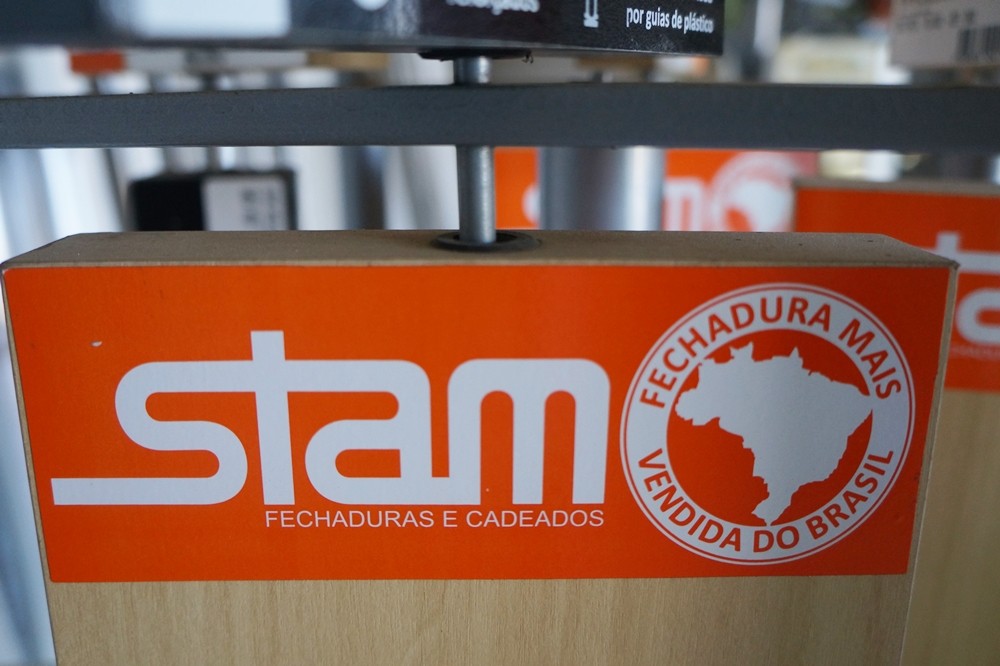 por guias de plástico
stam
FECHADURAS E CADEADOS
FECHADURA MAIS
VENDIDA DO BRASIL